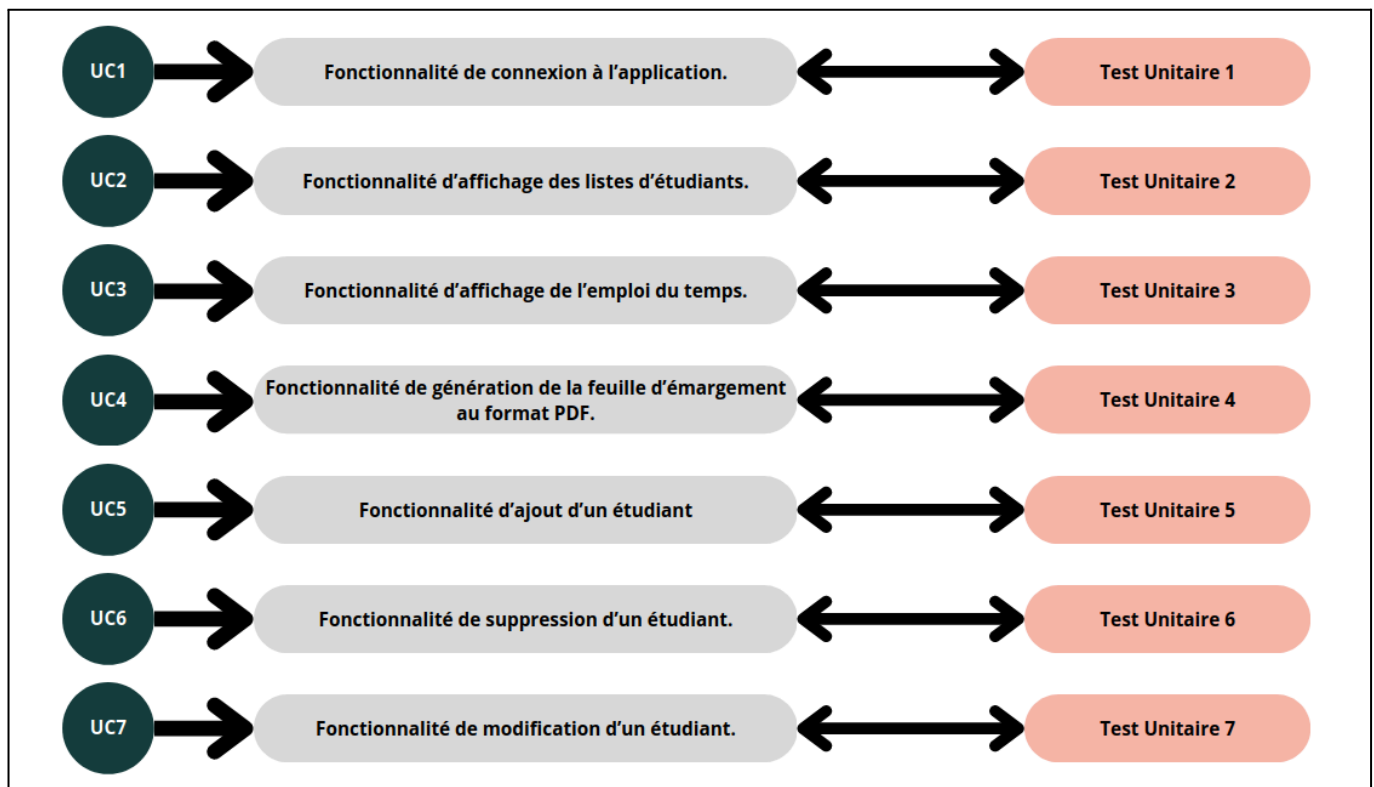 UC1
Fonctionnalité de connexion à l’application.
Test Unitaire 1
UC2
Fonctionnalité d’affichage des listes d’étudiants.
Test Unitaire 2
UC3
Fonctionnalité d’affichage de l’emploi du temps.
Test Unitaire 3
UC4
Fonctionnalité de génération de la feuille d’émargement
au format PDF.
Test Unitaire 4
UC5
Fonctionnalité d’ajout d’un étudiant
Test Unitaire 5
UC6
Fonctionnalité de suppression d’un étudiant.
Test Unitaire 6
UC7
Fonctionnalité de modification d’un étudiant.
Test Unitaire 7